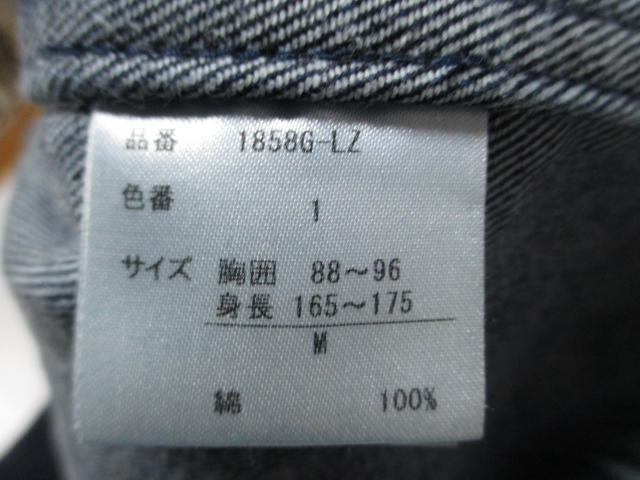 品番 1858G-LZ
色番 1
サイズ 胸囲 88～96
身長 165～175
M
綿 100%